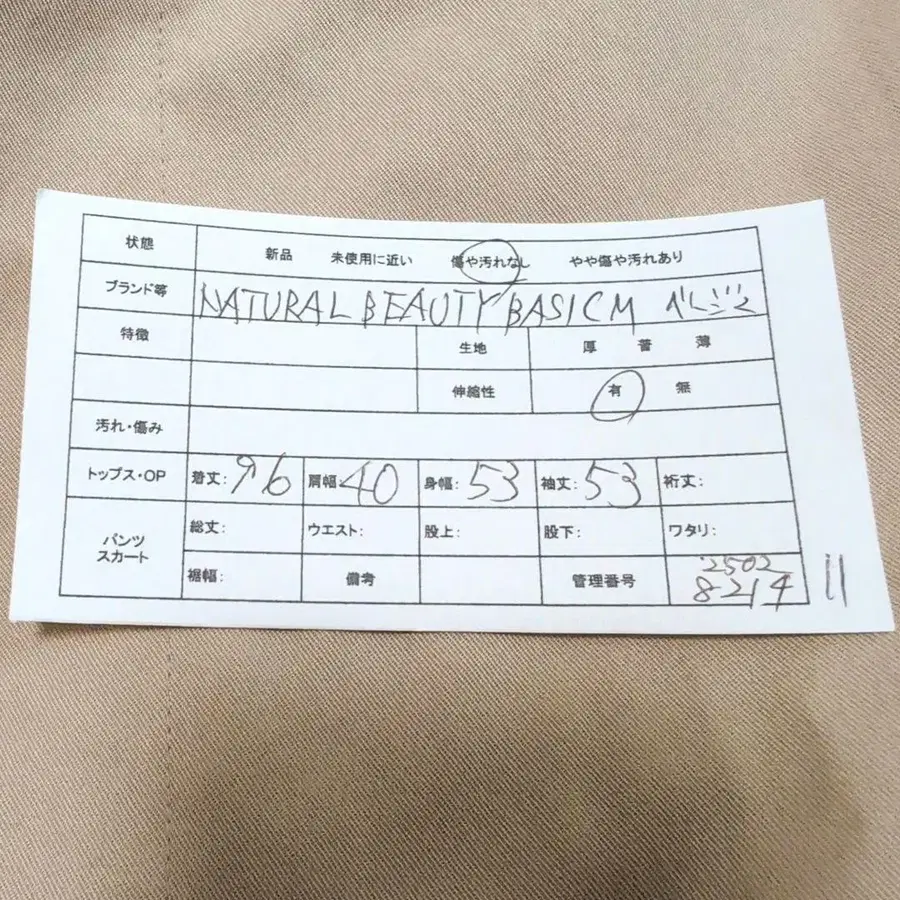 状態 新品 未使用に近い 傷や汚れなし やや傷や汚れあり
ブランド等 NATURAL BEAUTY BASIC M ベージュ
特徴 生地 厚 普 薄
伸縮性 有 無
汚れ・傷み
トップス・OP 着丈: 96 肩幅: 40 身幅: 53 袖丈: 53 裄丈:
パンツ スカート 総丈: ウエスト: 股上: 股下: ワタリ:
裾幅: 備考 管理番号 2502
8-214
11